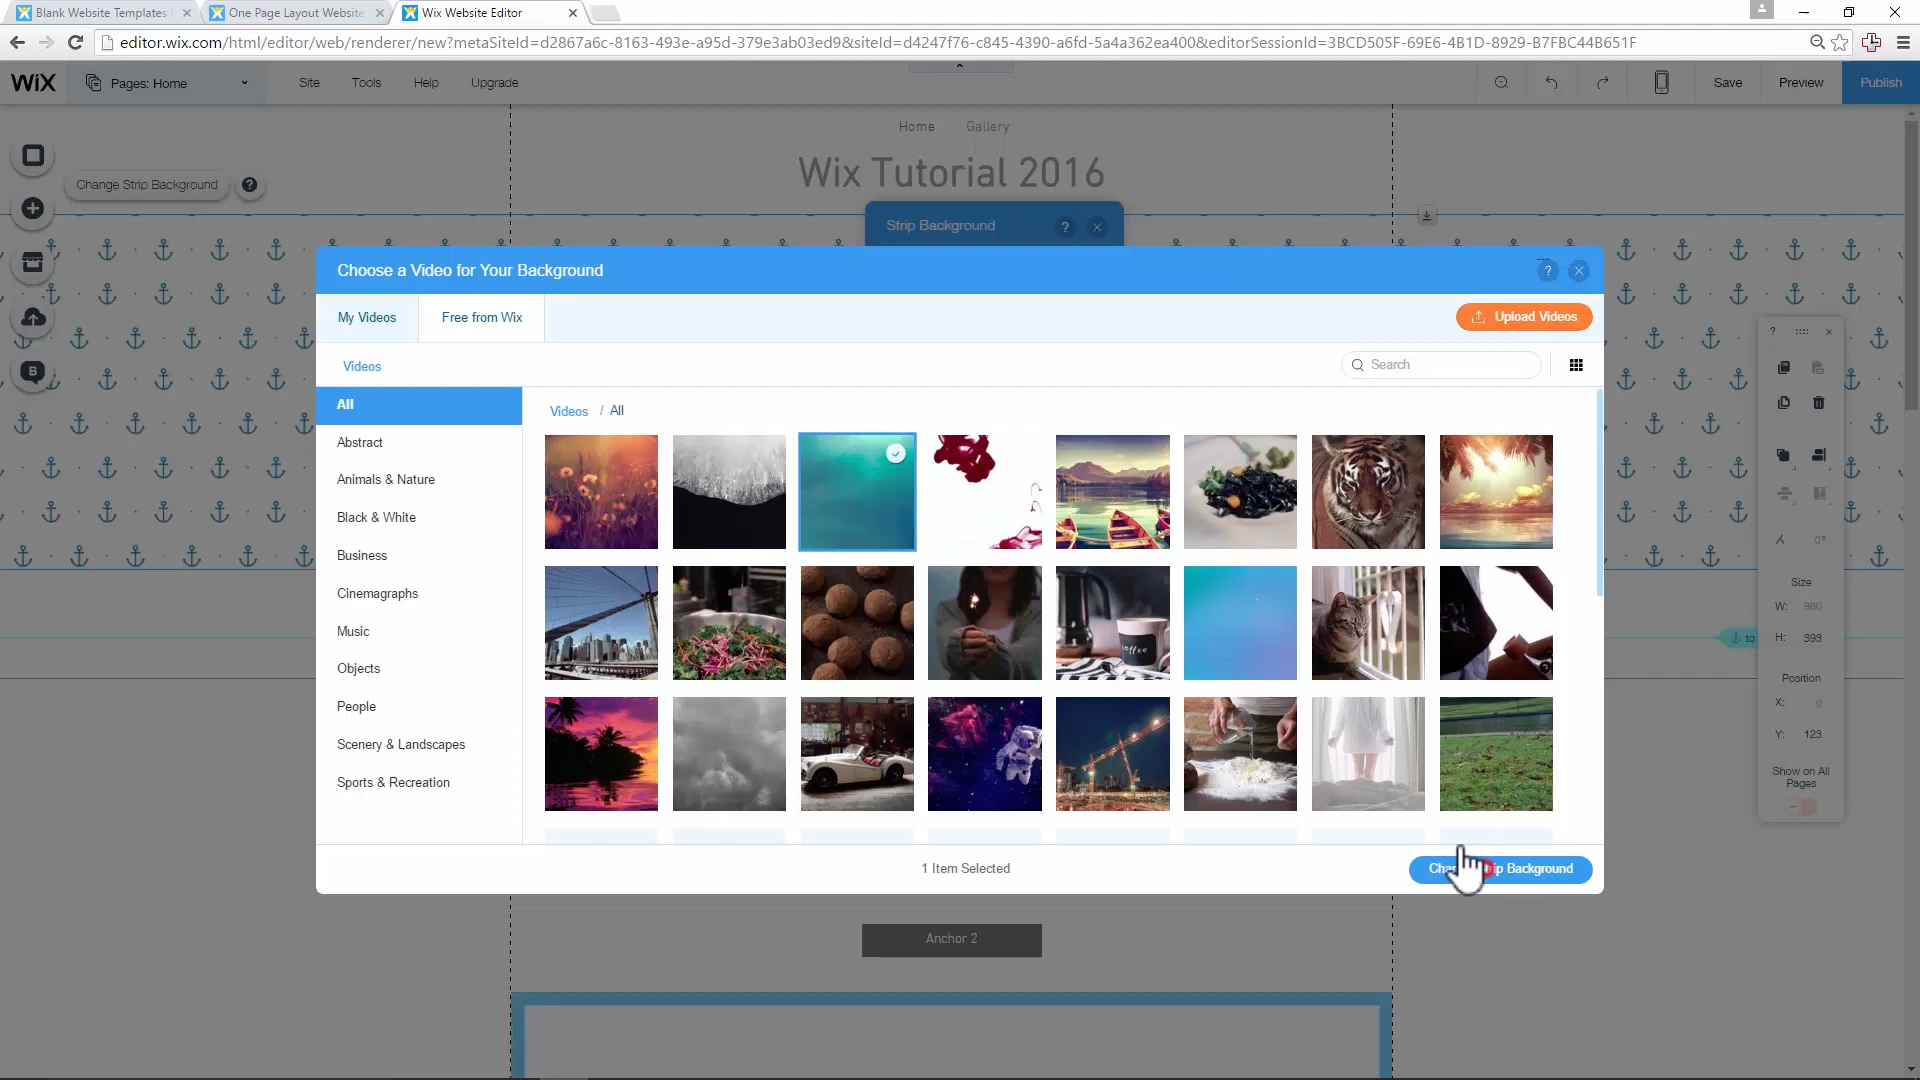 Blank Website Templates
One Page Layout Website
Wix Website Editor
editor.wix.com/html/editor/web/renderer/new?metaSiteId=d2867a6c-8163-493e-a95d-379e3ab03ed9&siteId=d4247f76-c845-4390-a6fd-5a4a362ea400&editorSessionId=3BCD505F-69E6-4B1D-8929-B7FBC44B651F
WiX
Pages: Home
Site
Tools
Help
Upgrade
Save
Preview
Publish
Home
Gallery
Wix Tutorial 2016
Change Strip Background
?
Strip Background
?
Choose a Video for Your Background
?
My Videos
Free from Wix
Upload Videos
Videos
Search
All
Abstract
Animals & Nature
Black & White
Business
Cinemagraphs
Music
Objects
People
Scenery & Landscapes
Sports & Recreation
Videos / All
coffee
B
?
0°
Size
W: 980
H: 393
to
Position
X: 0
Y: 123
Show on All
Pages
1 Item Selected
Background
Anchor 2